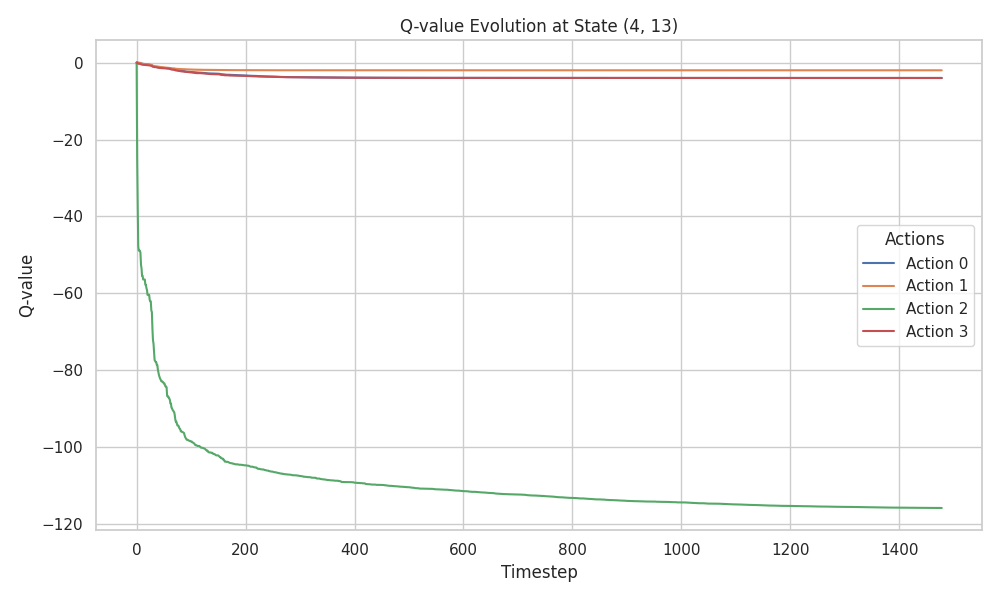 Q-value Evolution at State (4, 13)
Q-value
0
−20
−40
−60
−80
−100
−120
Actions
Action 0
Action 1
Action 2
Action 3
0 200 400 600 800 1000 1200 1400
Timestep